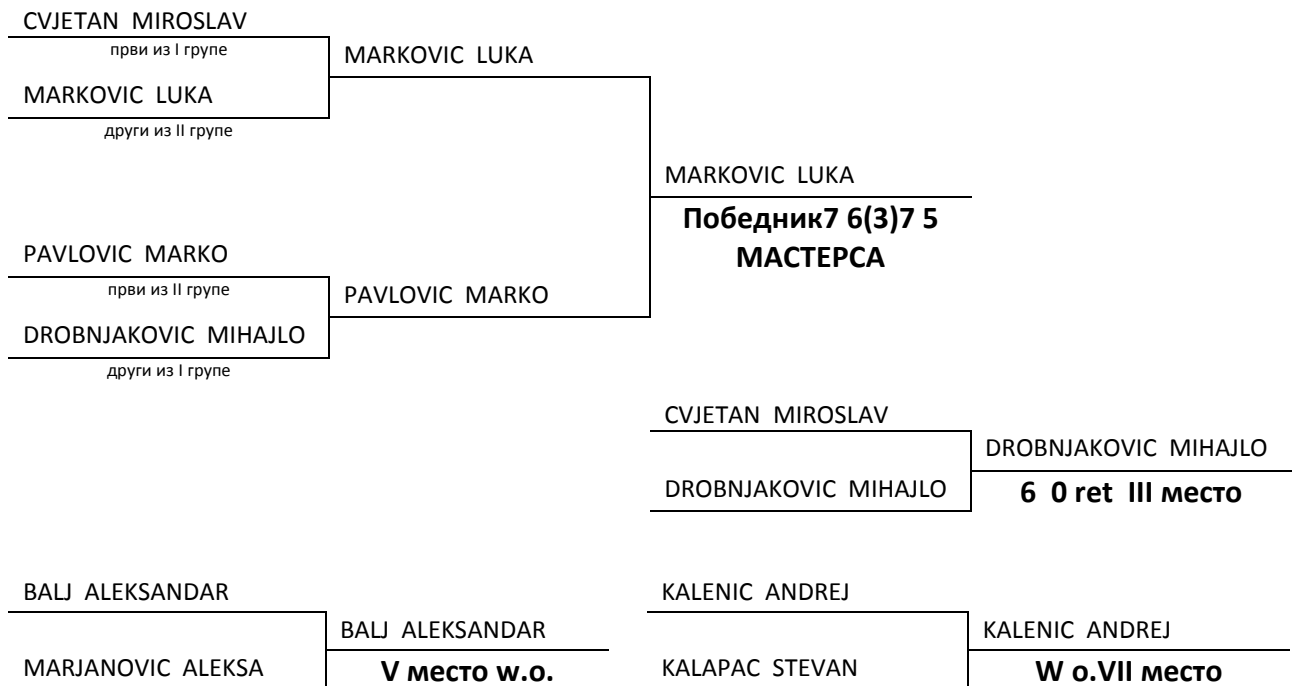 CVJETAN MIROSLAV
први из I групе
MARKOVIC LUKA
MARKOVIC LUKA
други из II групе
MARKOVIC LUKA
Победник7 6(3)7 5
МАСТЕРСА
PAVLOVIC MARKO
први из II групе
PAVLOVIC MARKO
DROBNJAKOVIC MIHAJLO
други из I групе
CVJETAN MIROSLAV
DROBNJAKOVIC MIHAJLO
DROBNJAKOVIC MIHAJLO
6 0 ret III место
BALJ ALEKSANDAR
BALJ ALEKSANDAR
MARJANOVIC ALEKSA
V место w.o.
KALENIC ANDREJ
KALENIC ANDREJ
KALAPAC STEVAN
W o.VII место